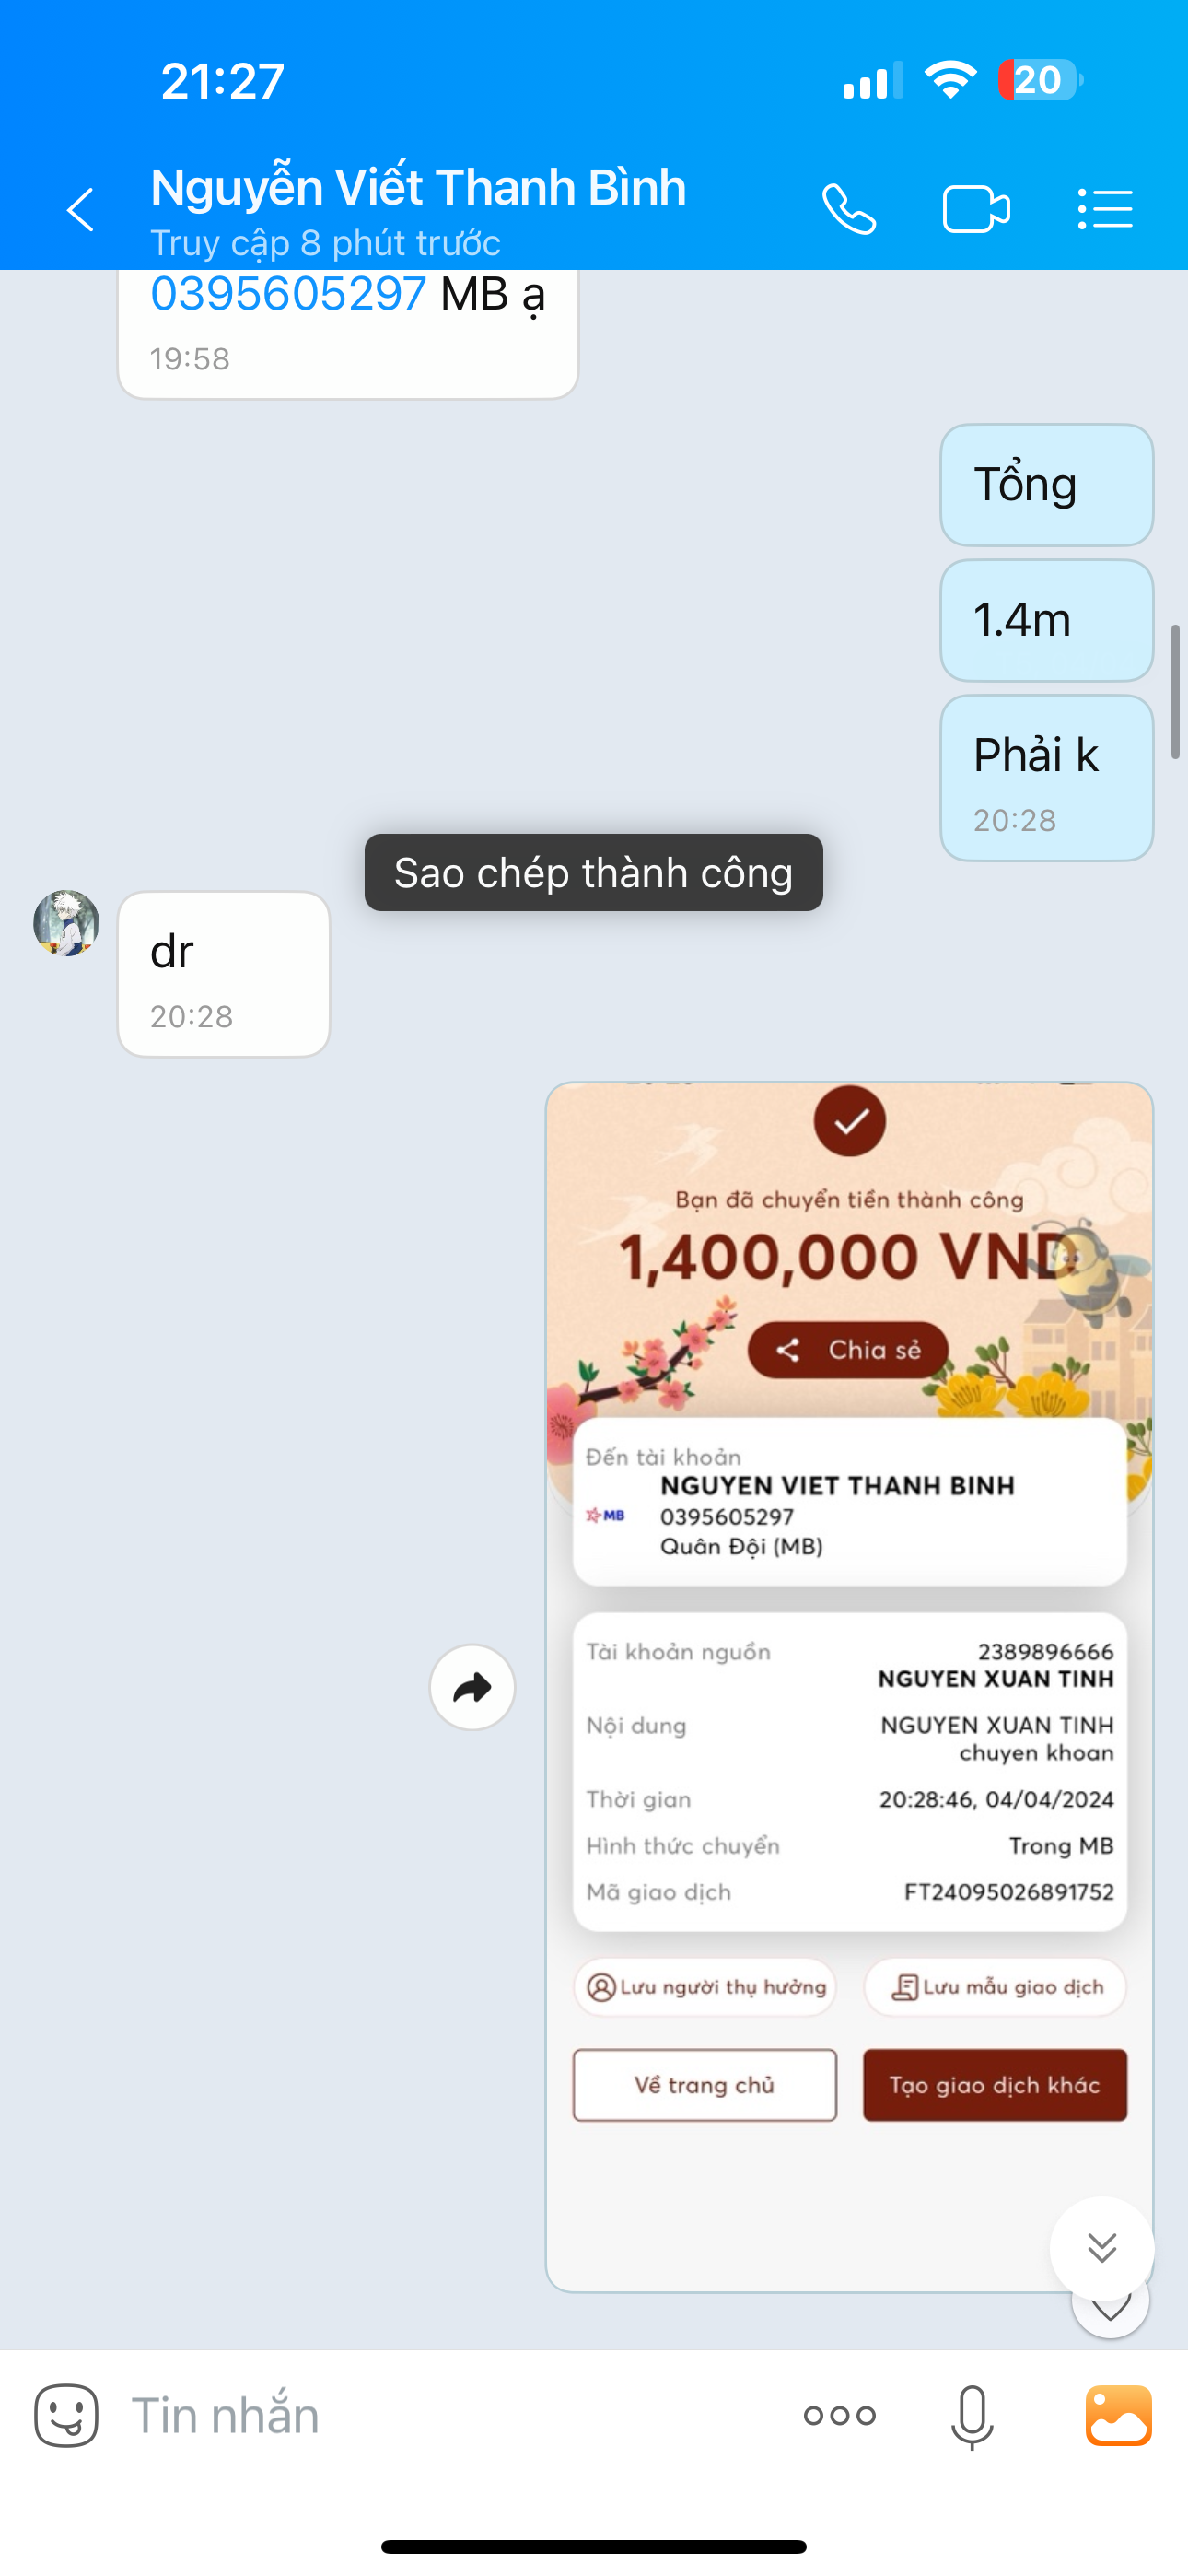 21:27
20
Nguyễn Viết Thanh Bình
Truy cập 8 phút trước
0395605297 MB ạ
19:58
Tổng
1.4m
Phải k
20:28
Sao chép thành công
dr
20:28
Bạn đã chuyển tiền thành công
1,400,000 VND
Chia sẻ
Đến tài khoản
NGUYEN VIET THANH BINH
MB
0395605297
Quân Đội (MB)
Tài khoản nguồn
2389896666
NGUYEN XUAN TINH
Nội dung
NGUYEN XUAN TINH
chuyen khoan
Thời gian
20:28:46, 04/04/2024
Hình thức chuyển
Trong MB
Mã giao dịch
FT24095026891752
Lưu người thụ hưởng
Lưu mẫu giao dịch
Về trang chủ
Tạo giao dịch khác
Tin nhắn